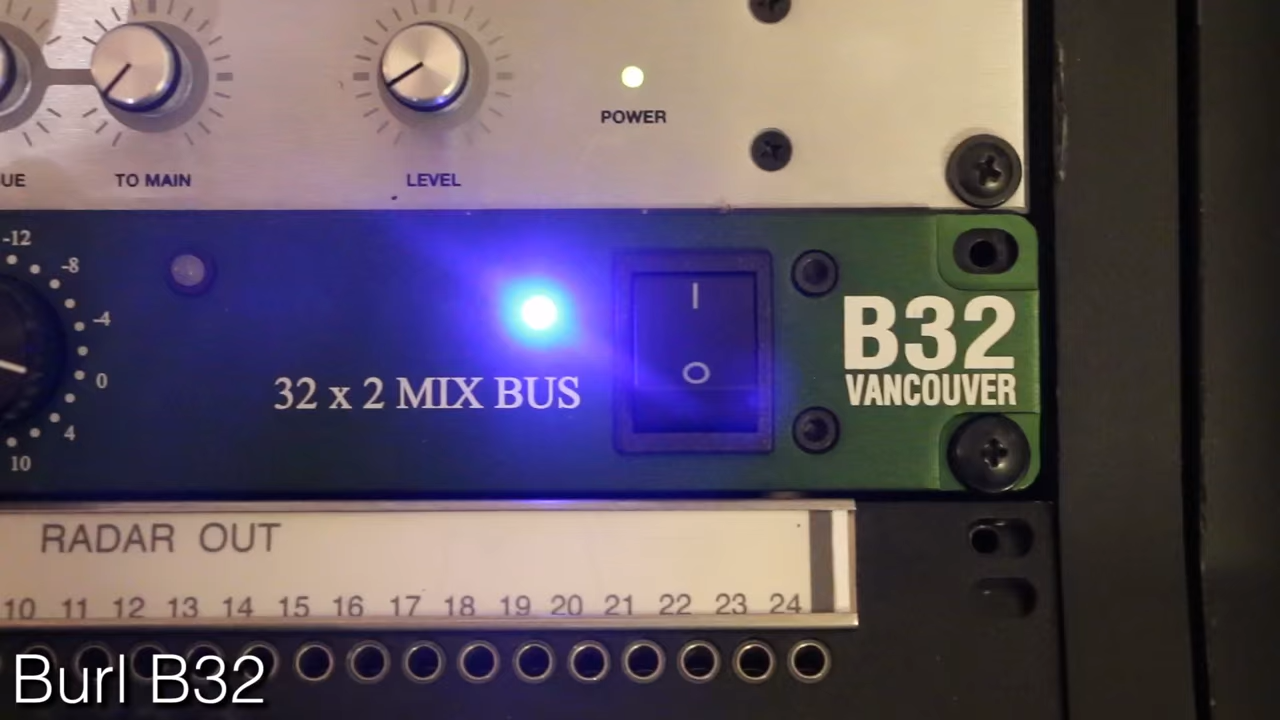 UE TO MAIN LEVEL
POWER
-12
-8
-4
0
4
10
32 x 2 MIX BUS
I
O
B32
VANCOUVER
RADAR OUT
10 11 12 13 14 15 16 17 18 19 20 21 22 23 24
Burl B32